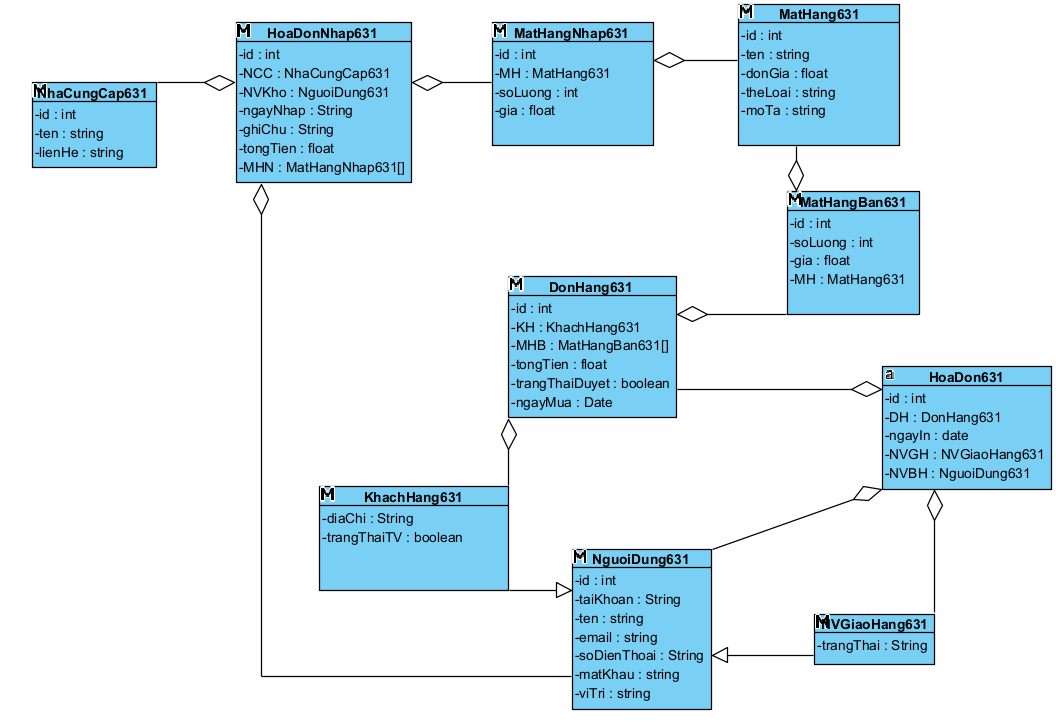 NhaCungCap631
-id : int
-ten : string
-lienHe : string
M
HoaDonNhap631
-id : int
-NCC : NhaCungCap631
-NVKho : NguoiDung631
-ngayNhap : String
-ghiChu : String
-tongTien : float
-MHN : MatHangNhap631[]
M
MatHangNhap631
-id : int
-MH : MatHang631
-soLuong : int
-gia : float
M
MatHang631
-id : int
-ten : string
-donGia : float
-theLoai : string
-moTa : string
M
MatHangBan631
-id : int
-soLuong : int
-gia : float
-MH : MatHang631
M
DonHang631
-id : int
-KH : KhachHang631
-MHB : MatHangBan631[]
-tongTien : float
-trangThaiDuyet : boolean
-ngayMua : Date
a
HoaDon631
-id : int
-DH : DonHang631
-ngayIn : date
-NVGH : NVGiaoHang631
-NVBH : NguoiDung631
M
KhachHang631
-diaChi : String
-trangThaiTV : boolean
M
NguoiDung631
-id : int
-taiKhoan : String
-ten : string
-email : string
-soDienThoai : String
-matKhau : string
-viTri : string
NVGiaoHang631
-trangThai : String